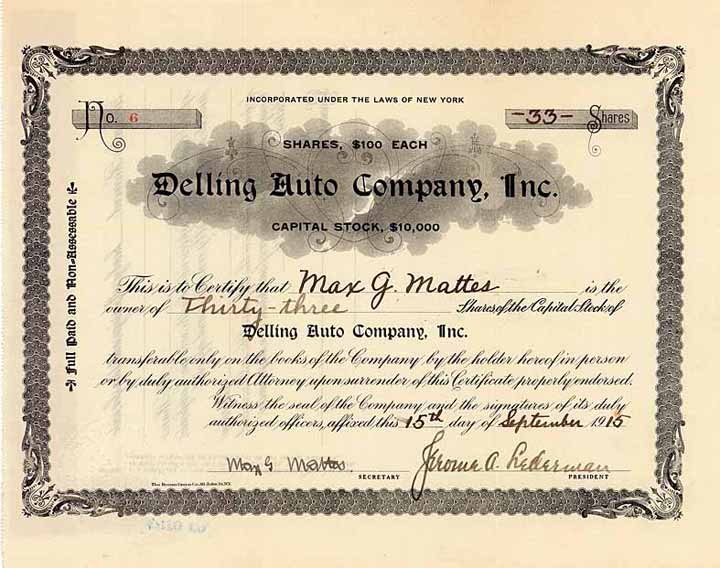 INCORPORATED UNDER THE LAWS OF NEW YORK
No. 6
-33- Shares
SHARES, $100 EACH
Delling Auto Company, Inc.
CAPITAL STOCK, $10,000
Full Paid and Non-Assessable
This is to Certify that Max G. Mattes is the
owner of Thirty-three Shares of the Capital Stock of
Delling Auto Company, Inc.
transferable only on the books of the Company by the holder hereof in person
or by duly authorized Attorney upon surrender of this Certificate properly endorsed.
Witness the seal of the Company and the signatures of its duly
authorized officers, affixed this 15th day of September 1915
Max G Mattes
SECRETARY
Jerome A. Lederman
PRESIDENT